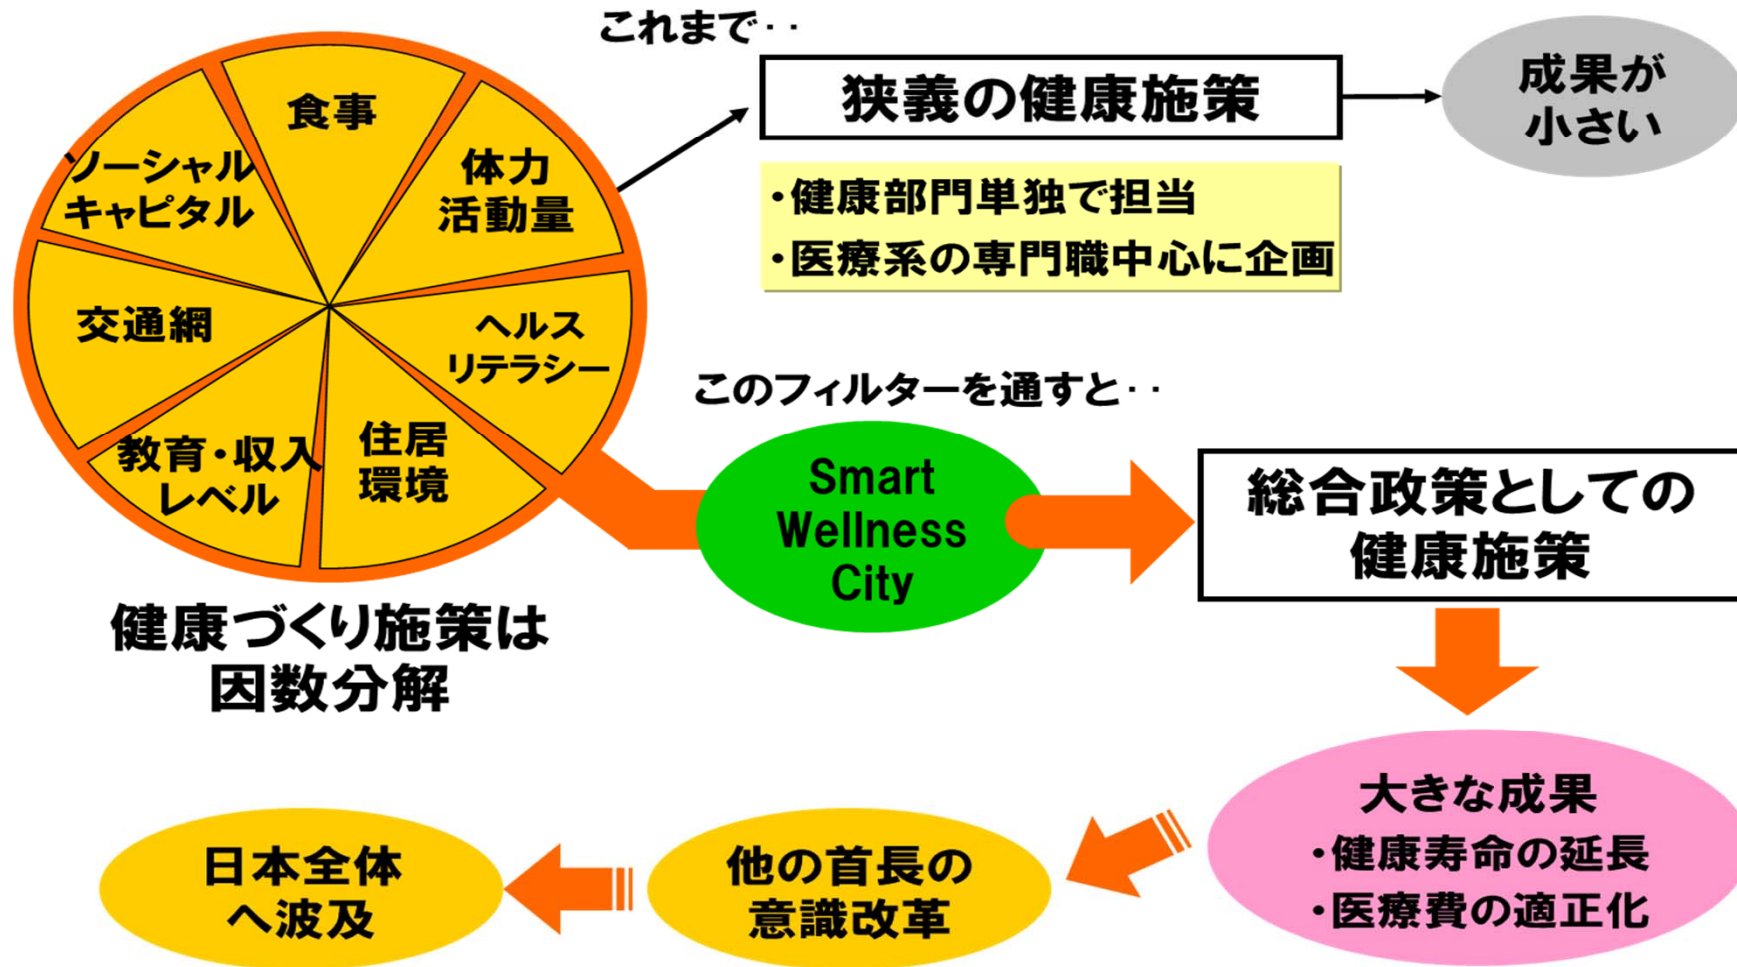 これまで‥
狭義の健康施策
成果が
小さい
・健康部門単独で担当
・医療系の専門職中心に企画
食事
体力
活動量
ヘルス
リテラシー
住居
環境
教育・収入
レベル
交通網
ソーシャル
キャピタル
健康づくり施策は
因数分解
このフィルターを通すと‥
Smart
Wellness
City
総合政策としての
健康施策
大きな成果
・健康寿命の延長
・医療費の適正化
他の首長の
意識改革
日本全体
へ波及